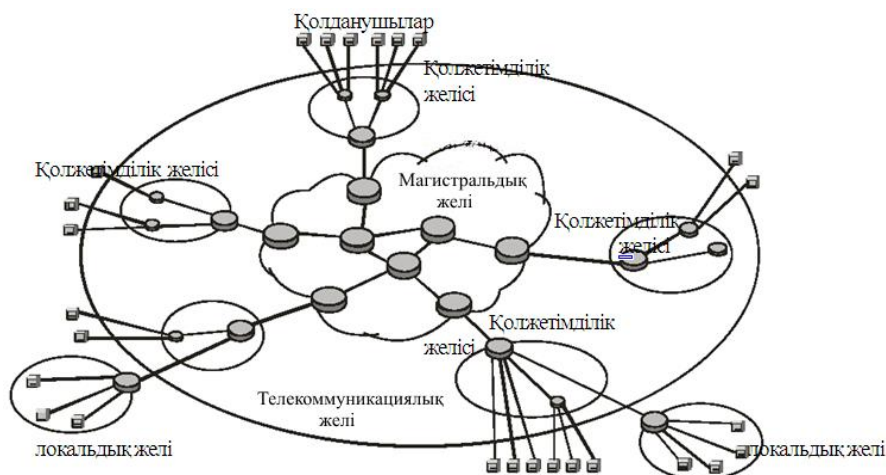 Қолданушылар
Қолжетімділік
желісі
Қолжетімділік желісі
Магистральдық
желі
Қолжетімділік
желісі
Қолжетімділік
желісі
Телекоммуникациялық
желі
локальдық желі
локальдық желі